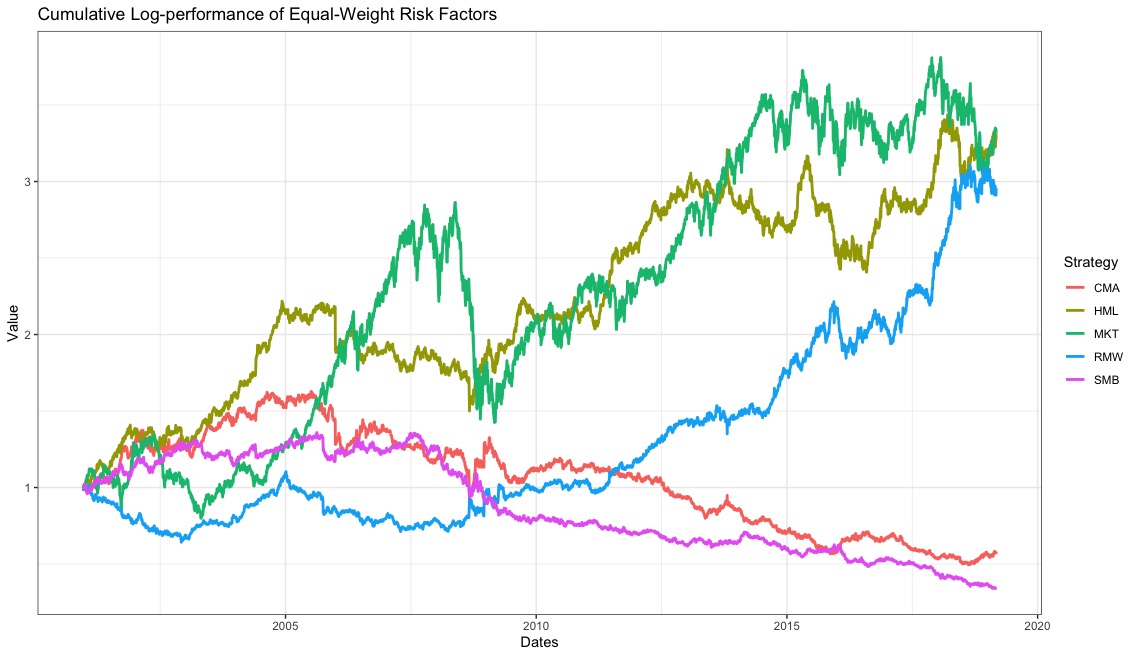 Cumulative Log-performance of Equal-Weight Risk Factors
Value
3
2
1
2005
2010
2015
2020
Dates
Strategy
CMA
HML
MKT
RMW
SMB